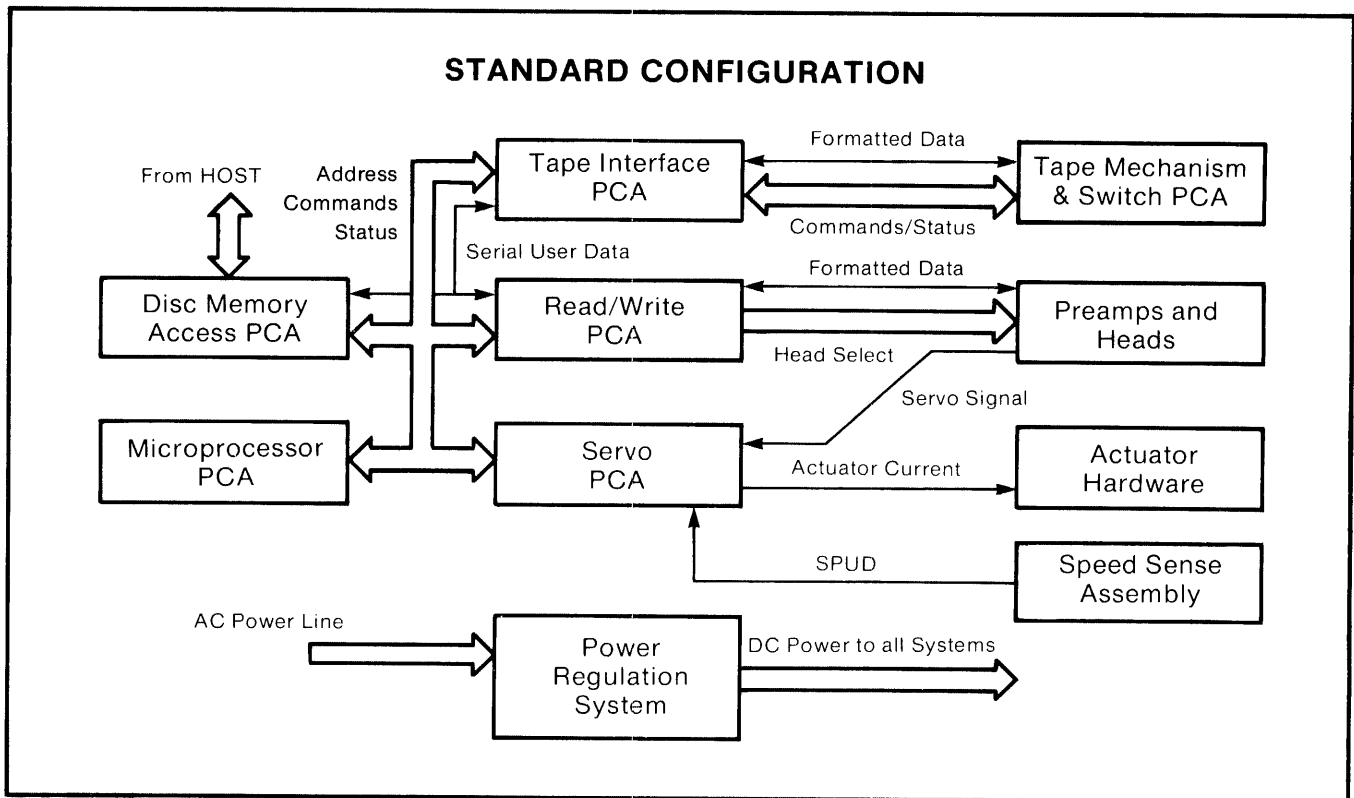 STANDARD CONFIGURATION
From HOST
Address
Commands
Status
Tape Interface
PCA
Formatted Data
Commands/Status
Tape Mechanism
& Switch PCA
Serial User Data
Disc Memory
Access PCA
Read/Write
PCA
Formatted Data
Head Select
Preamps and
Heads
Servo Signal
Microprocessor
PCA
Servo
PCA
Actuator Current
Actuator
Hardware
SPUD
Speed Sense
Assembly
AC Power Line
Power
Regulation
System
DC Power to all Systems